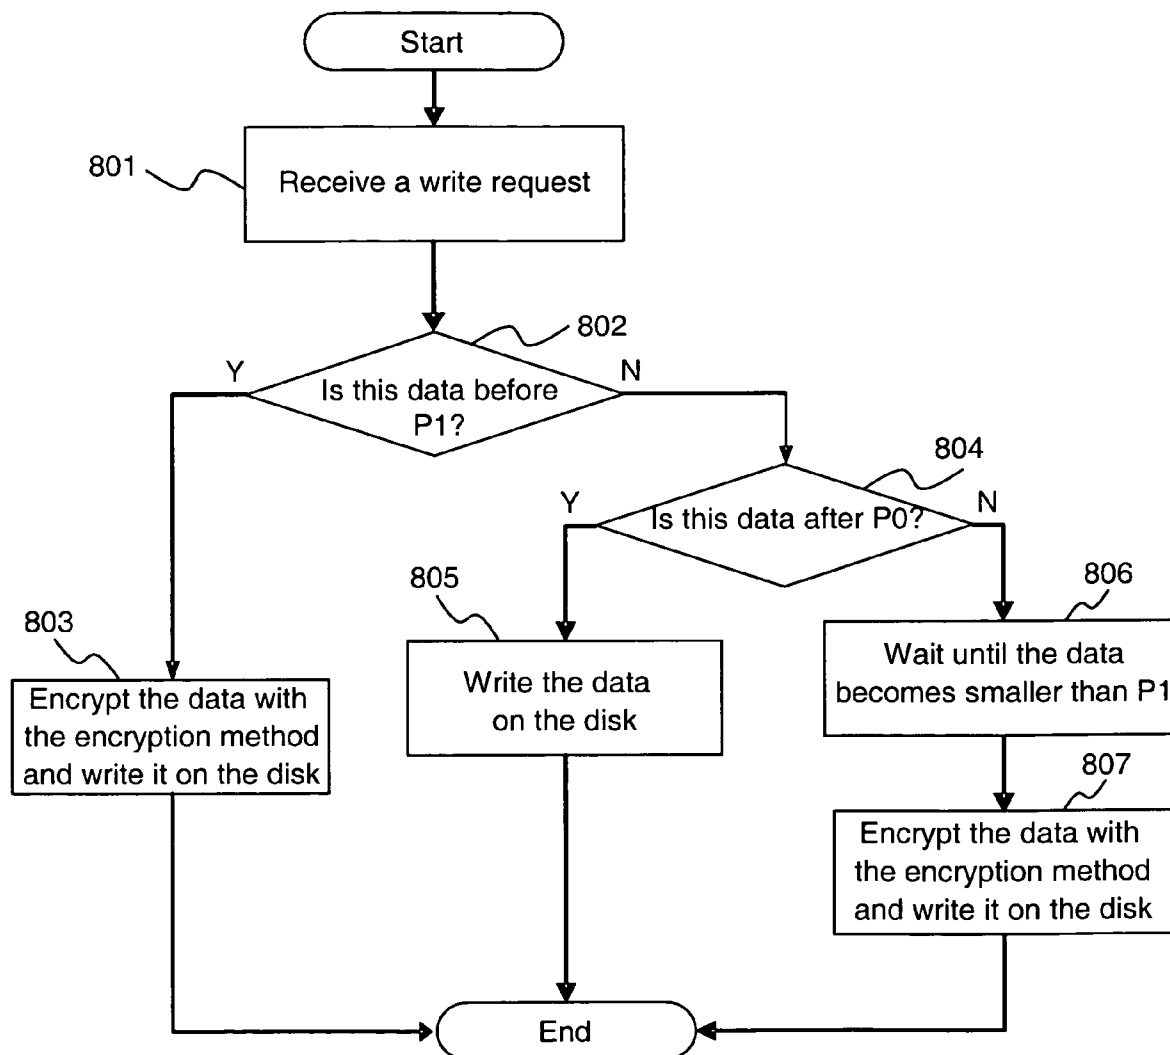 Start
801
Receive a write request
802
Y
N
Is this data before
P1?
804
Y
N
Is this data after P0?
805
806
803
Write the data
on the disk
Wait until the data
becomes smaller than P1
Encrypt the data with
the encryption method
and write it on the disk
807
Encrypt the data with
the encryption method
and write it on the disk
End